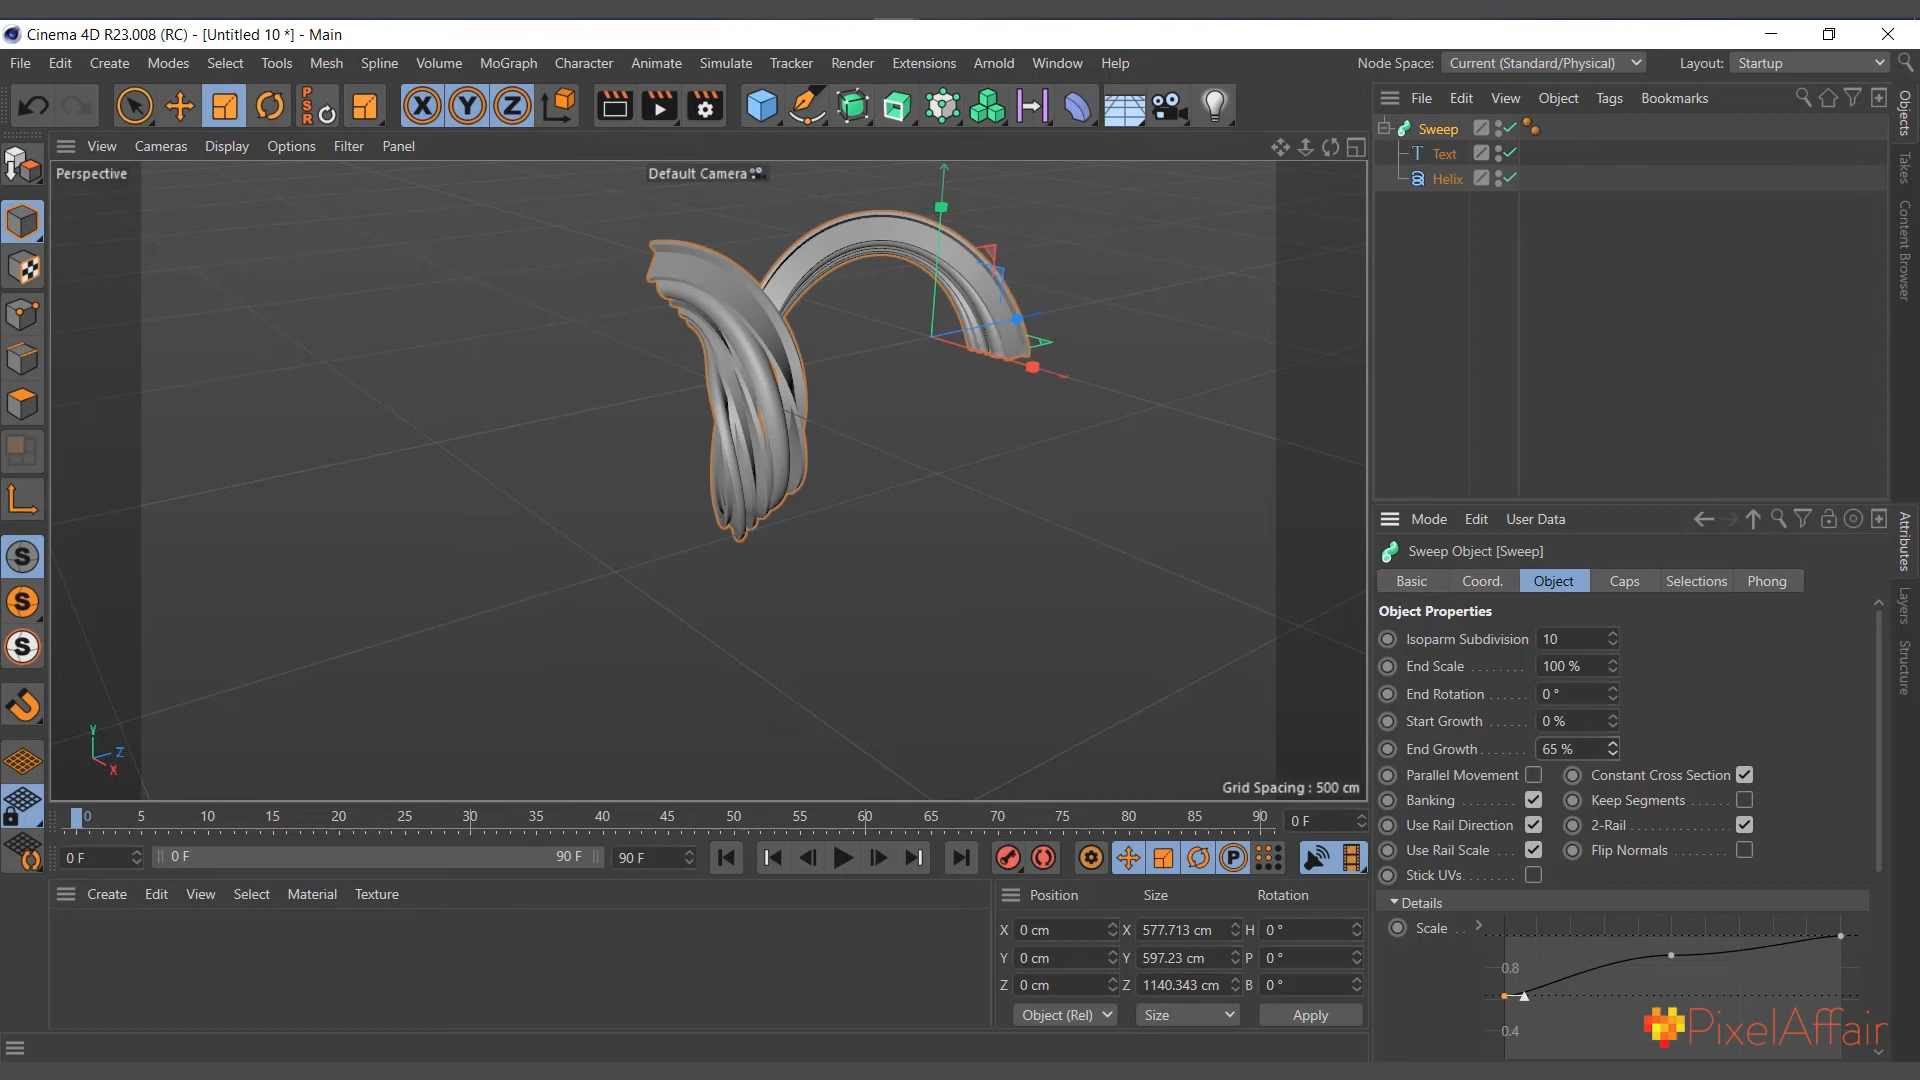 Cinema 4D R23.008 (RC) - [Untitled 10 *] - Main
File Edit Create Modes Select Tools Mesh Spline Volume MoGraph Character Animate Simulate Tracker Render Extensions Arnold Window Help Node Space: Current (Standard/Physical) Layout: Startup
PSR X Y Z
File Edit View Object Tags Bookmarks
Objects
Takes
Content Browser
Sweep
Text
Helix
View Cameras Display Options Filter Panel
Perspective
Default Camera
Y
Z
X
Grid Spacing : 500 cm
S
S
S
Mode Edit User Data
Attributes
Layers
Structure
Sweep Object [Sweep]
Basic Coord. Object Caps Selections Phong
Object Properties
Isoparm Subdivision 10
End Scale 100 %
End Rotation 0 °
Start Growth 0 %
End Growth 65 %
Parallel Movement Constant Cross Section
Banking Keep Segments
Use Rail Direction 2-Rail
Use Rail Scale Flip Normals
Stick UVs
Details
Scale
0.8
0.4
0 5 10 15 20 25 30 35 40 45 50 55 60 65 70 75 80 85 90 0 F
0 F 0 F 90 F 90 F P
Create Edit View Select Material Texture
Position Size Rotation
X 0 cm X 577.713 cm H 0 °
Y 0 cm Y 597.23 cm P 0 °
Z 0 cm Z 1140.343 cm B 0 °
Object (Rel) Size Apply
PixelAffair